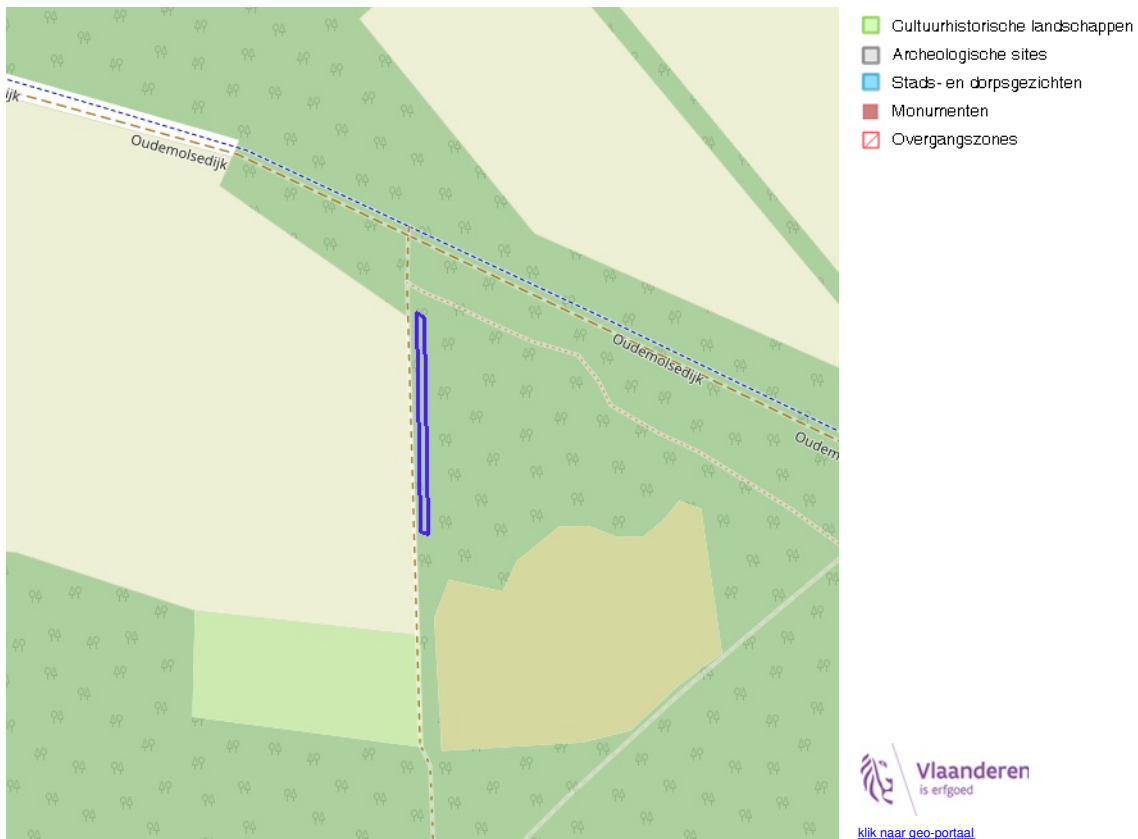 Cultuurhistorische landschappen
Archeologische sites
Stads- en dorpsgezichten
Monumenten
Overgangszones
ijk
Oudemolsedijk
Oudemolsedijk
Oudem
Vlaanderen
is erfgoed
klik naar geo-portaal